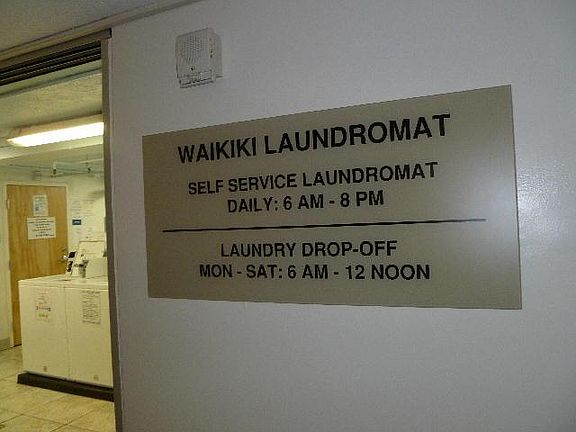 WAIKIKI LAUNDROMAT
SELF SERVICE LAUNDROMAT
DAILY: 6 AM - 8 PM
LAUNDRY DROP-OFF
MON - SAT: 6 AM - 12 NOON